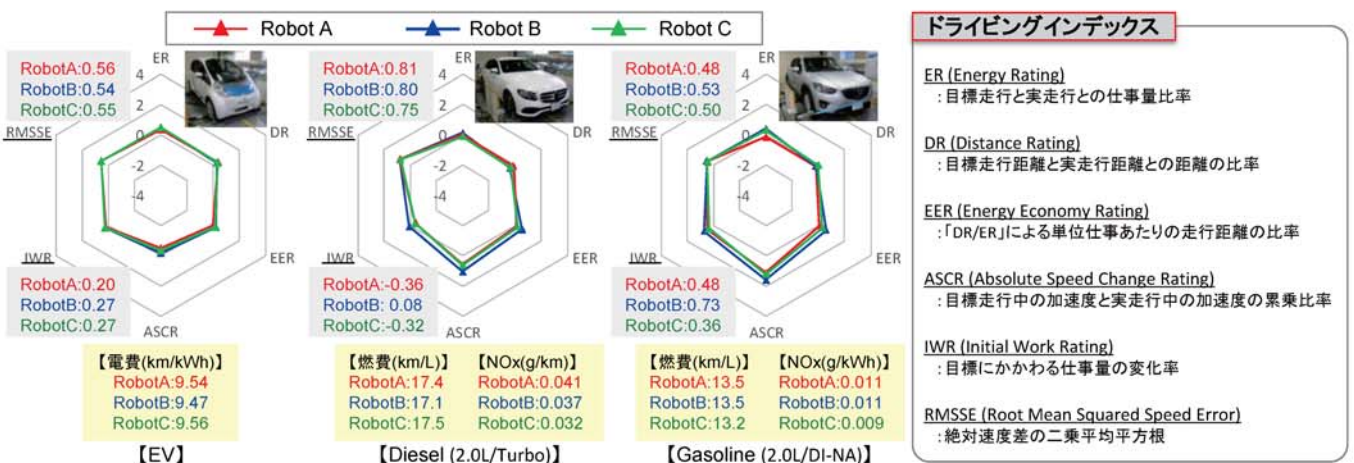 Robot A Robot B Robot C
RobotA:0.56
RobotB:0.54
RobotC:0.55
ER
4
2
0
-2
-4
RMSSE
DR
IWR
EER
RobotA:0.20
RobotB:0.27
RobotC:0.27
ASCR
【電費(km/kWh)】
RobotA:9.54
RobotB:9.47
RobotC:9.56
【EV】
RobotA:0.81
RobotB:0.80
RobotC:0.75
ER
4
2
0
-2
-4
RMSSE
DR
IWR
EER
RobotA:-0.36
RobotB: 0.08
RobotC:-0.32
ASCR
【燃費(km/L)】 【NOx(g/km)】
RobotA:17.4 RobotA:0.041
RobotB:17.1 RobotB:0.037
RobotC:17.5 RobotC:0.032
【Diesel (2.0L/Turbo)】
RobotA:0.48
RobotB:0.53
RobotC:0.50
ER
4
2
0
-2
-4
RMSSE
DR
IWR
EER
RobotA:0.48
RobotB:0.73
RobotC:0.36
ASCR
【燃費(km/L)】 【NOx(g/kWh)】
RobotA:13.5 RobotA:0.011
RobotB:13.5 RobotB:0.011
RobotC:13.2 RobotC:0.009
【Gasoline (2.0L/DI-NA)】
ドライビングインデックス
ER (Energy Rating)
:目標走行と実走行との仕事量比率
DR (Distance Rating)
:目標走行距離と実走行距離との距離の比率
EER (Energy Economy Rating)
:「DR/ER」による単位仕事あたりの走行距離の比率
ASCR (Absolute Speed Change Rating)
:目標走行中の加速度と実走行中の加速度の累乗比率
IWR (Initial Work Rating)
:目標にかかわる仕事量の変化率
RMSSE (Root Mean Squared Speed Error)
:絶対速度差の二乗平均平方根